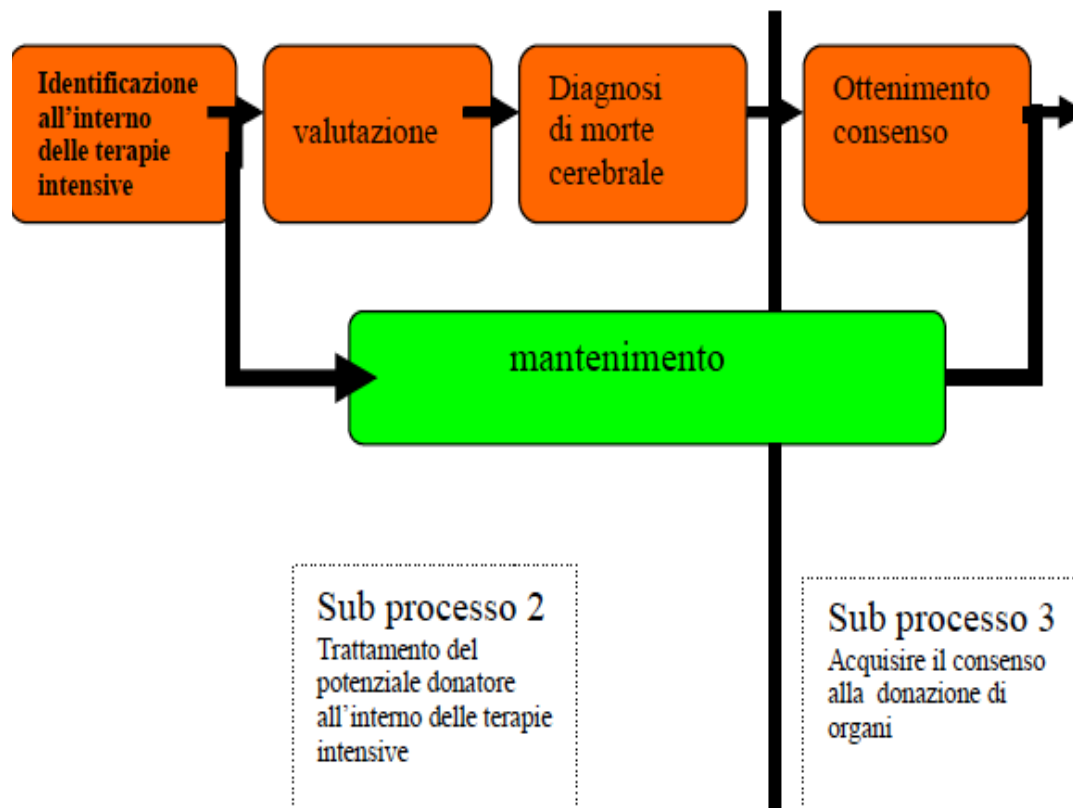 Identificazione
all'interno
delle terapie
intensive
valutazione
Diagnosi
di morte
cerebrale
Ottenimento
consenso
mantenimento
Sub processo 2
Trattamento del
potenziale donatore
all'interno delle terapie
intensive
Sub processo 3
Acquisire il consenso
alla donazione di
organi